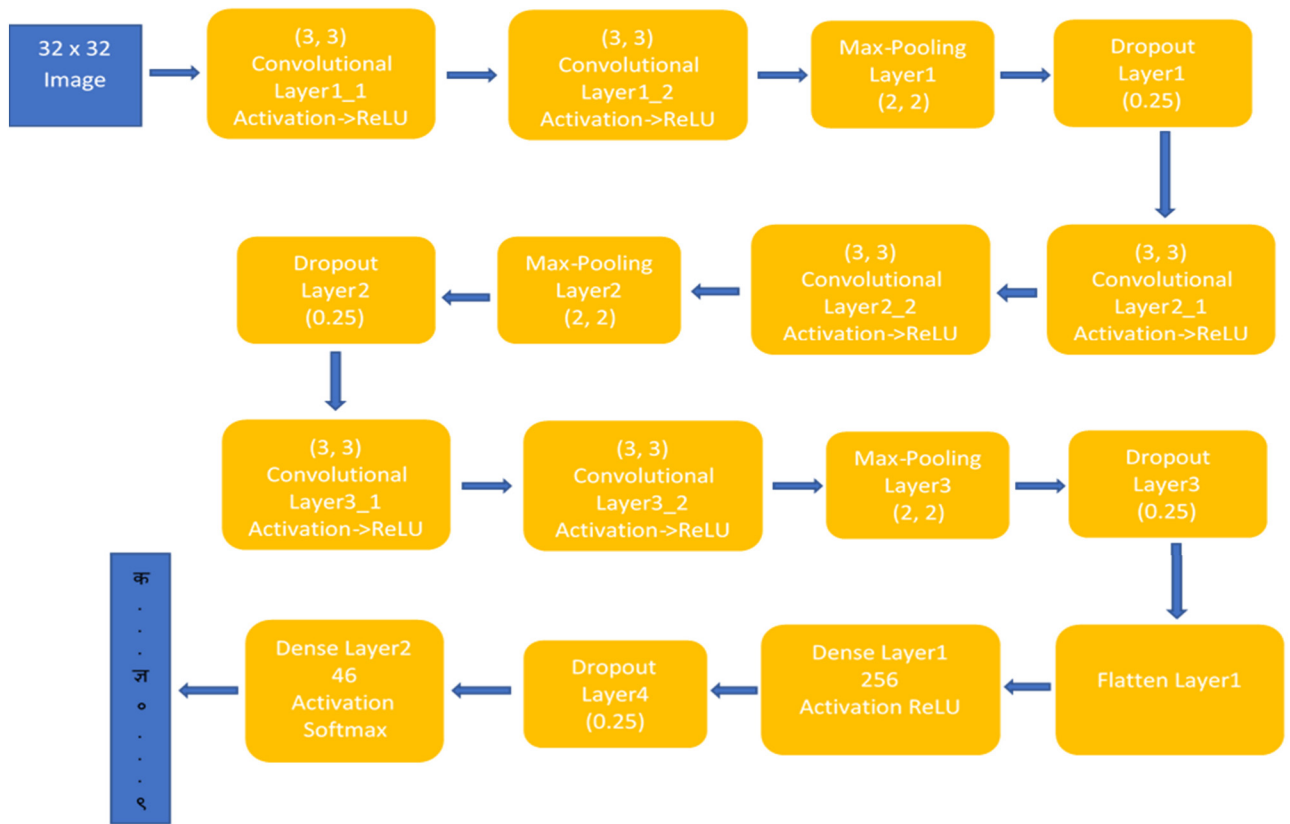 32 x 32
Image
(3, 3)
Convolutional
Layer1_1
Activation->ReLU
(3, 3)
Convolutional
Layer1_2
Activation->ReLU
Max-Pooling
Layer1
(2, 2)
Dropout
Layer1
(0.25)
(3, 3)
Convolutional
Layer2_1
Activation->ReLU
(3, 3)
Convolutional
Layer2_2
Activation->ReLU
Max-Pooling
Layer2
(2, 2)
Dropout
Layer2
(0.25)
(3, 3)
Convolutional
Layer3_1
Activation->ReLU
(3, 3)
Convolutional
Layer3_2
Activation->ReLU
Max-Pooling
Layer3
(2, 2)
Dropout
Layer3
(0.25)
Flatten Layer1
Dense Layer1
256
Activation ReLU
Dropout
Layer4
(0.25)
Dense Layer2
46
Activation
Softmax
क
.
.
.
ज्ञ
०
.
.
.
९